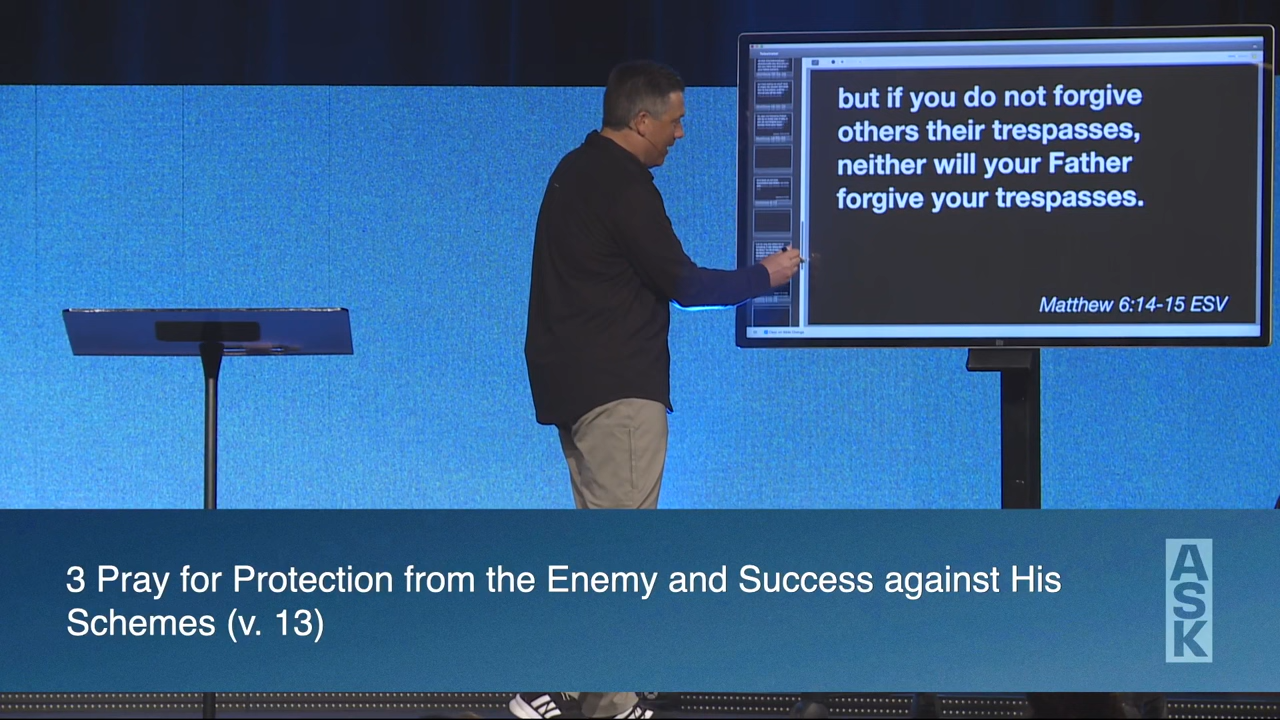 but if you do not forgive
others their trespasses,
neither will your Father
forgive your trespasses.
Matthew 6:14-15 ESV
3 Pray for Protection from the Enemy and Success against His
Schemes (v. 13)
ASK
N